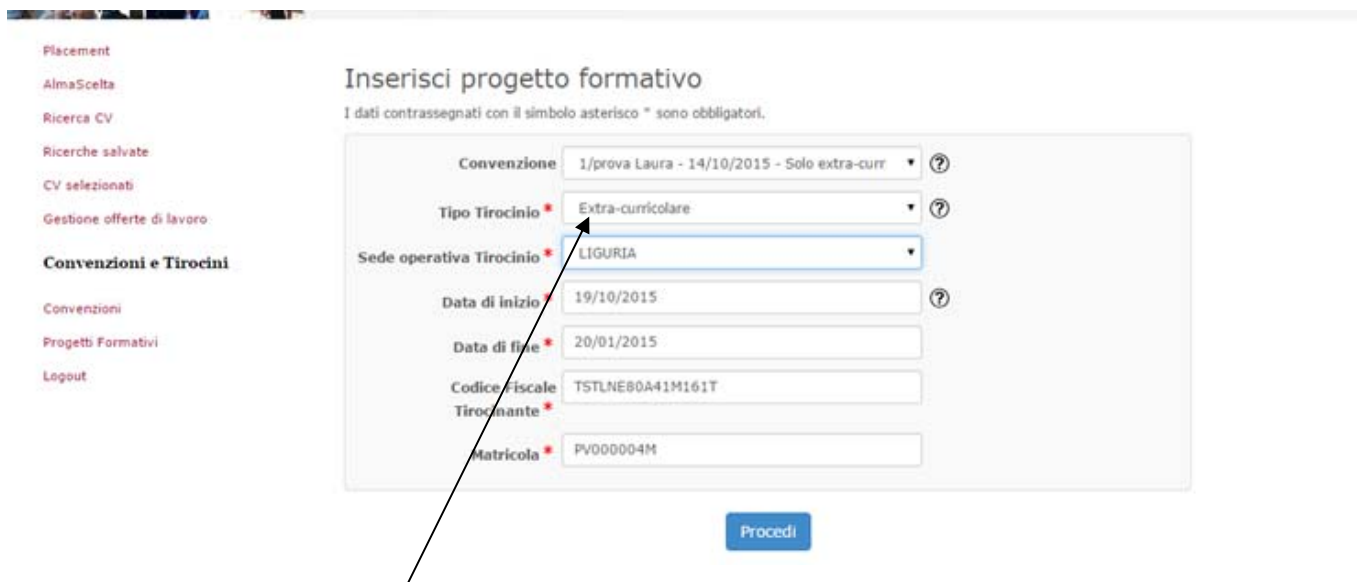 Placement
AlmaScelta
Ricerca CV
Ricerche salvate
CV selezionati
Gestione offerte di lavoro
Convenzioni e Tirocini
Convenzioni
Progetti Formativi
Logout
Inserisci progetto formativo
I dati contrassegnati con il simbolo asterisco * sono obbligatori.
Convenzione 1/prova Laura - 14/10/2015 - Solo extra-curr
Tipo Tirocinio * Extra-curricolare
Sede operativa Tirocinio * LIGURIA
Data di inizio * 19/10/2015
Data di fine * 20/01/2015
Codice Fiscale TSTLNE80A41M161T
Tirocinante *
Matricola * PV000004M
Procedi